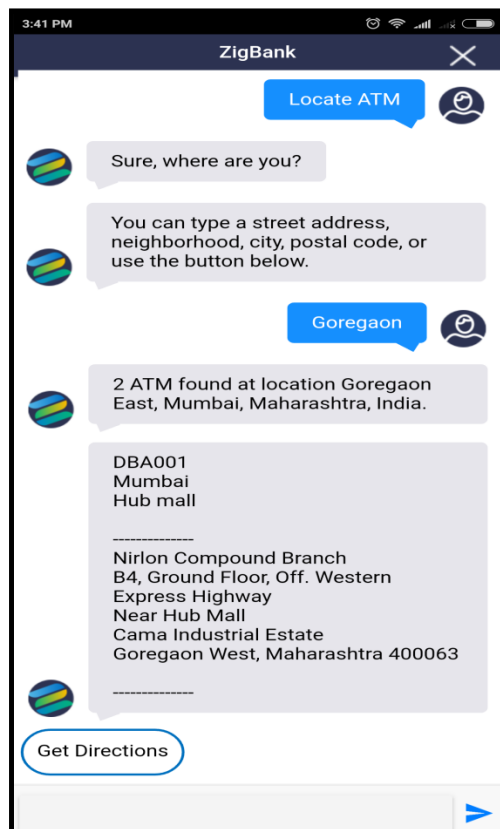 3:41 PM
ZigBank
Locate ATM
Sure, where are you?
You can type a street address,
neighborhood, city, postal code, or
use the button below.
Goregaon
2 ATM found at location Goregaon
East, Mumbai, Maharashtra, India.
DBA001
Mumbai
Hub mall
--------------
Nirlon Compound Branch
B4, Ground Floor, Off. Western
Express Highway
Near Hub Mall
Cama Industrial Estate
Goregaon West, Maharashtra 400063
--------------
Get Directions